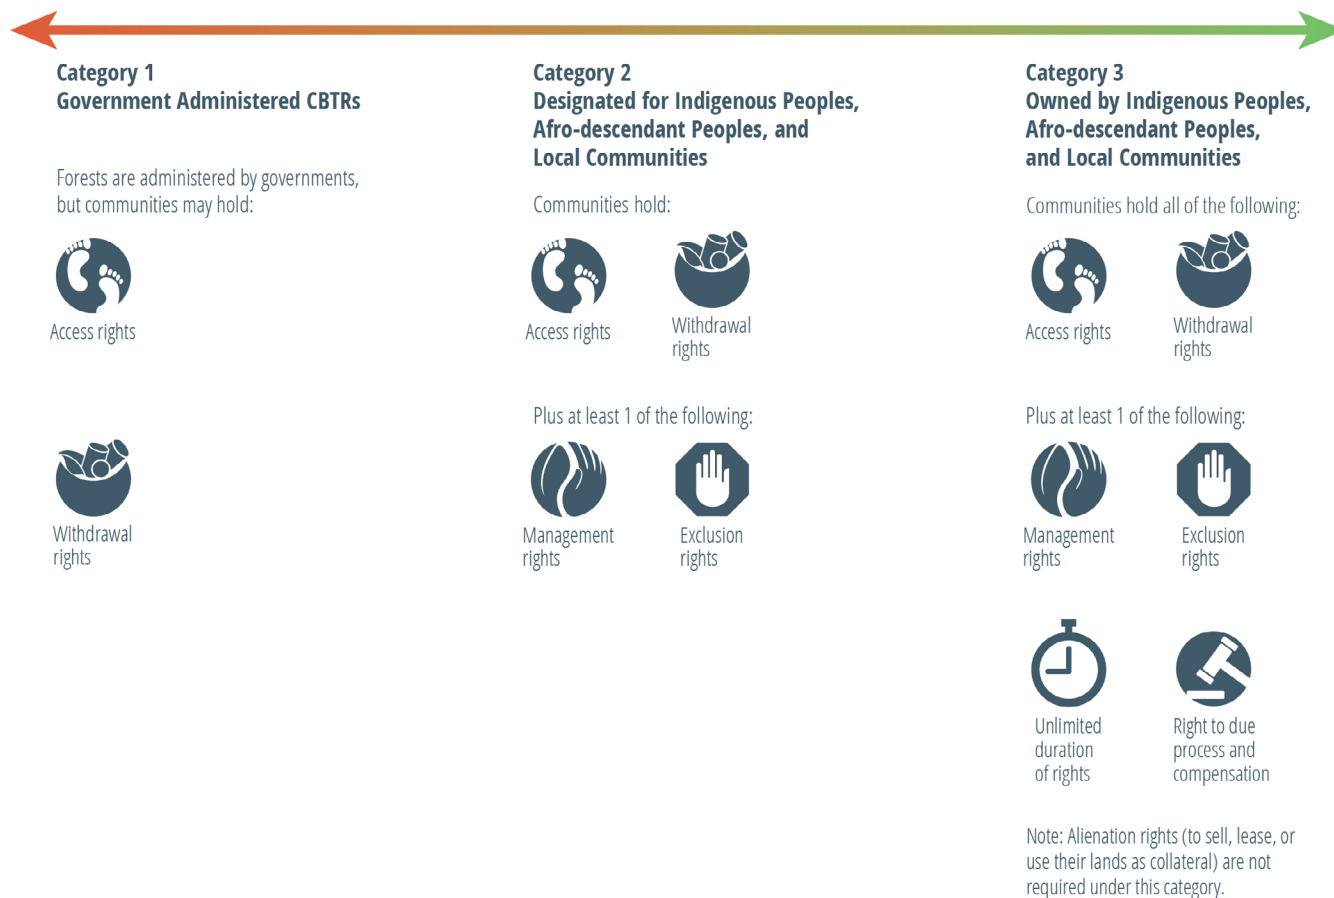 Category 1
Government Administered CBTRs
Forests are administered by governments,
but communities may hold:
Access rights
Withdrawal
rights
Category 2
Designated for Indigenous Peoples,
Afro-descendant Peoples, and
Local Communities
Communities hold:
Access rights
Withdrawal
rights
Plus at least 1 of the following:
Management
rights
Exclusion
rights
Category 3
Owned by Indigenous Peoples,
Afro-descendant Peoples,
and Local Communities
Communities hold all of the following:
Access rights
Withdrawal
rights
Plus at least 1 of the following:
Management
rights
Exclusion
rights
Unlimited
duration
of rights
Right to due
process and
compensation
Note: Alienation rights (to sell, lease, or
use their lands as collateral) are not
required under this category.